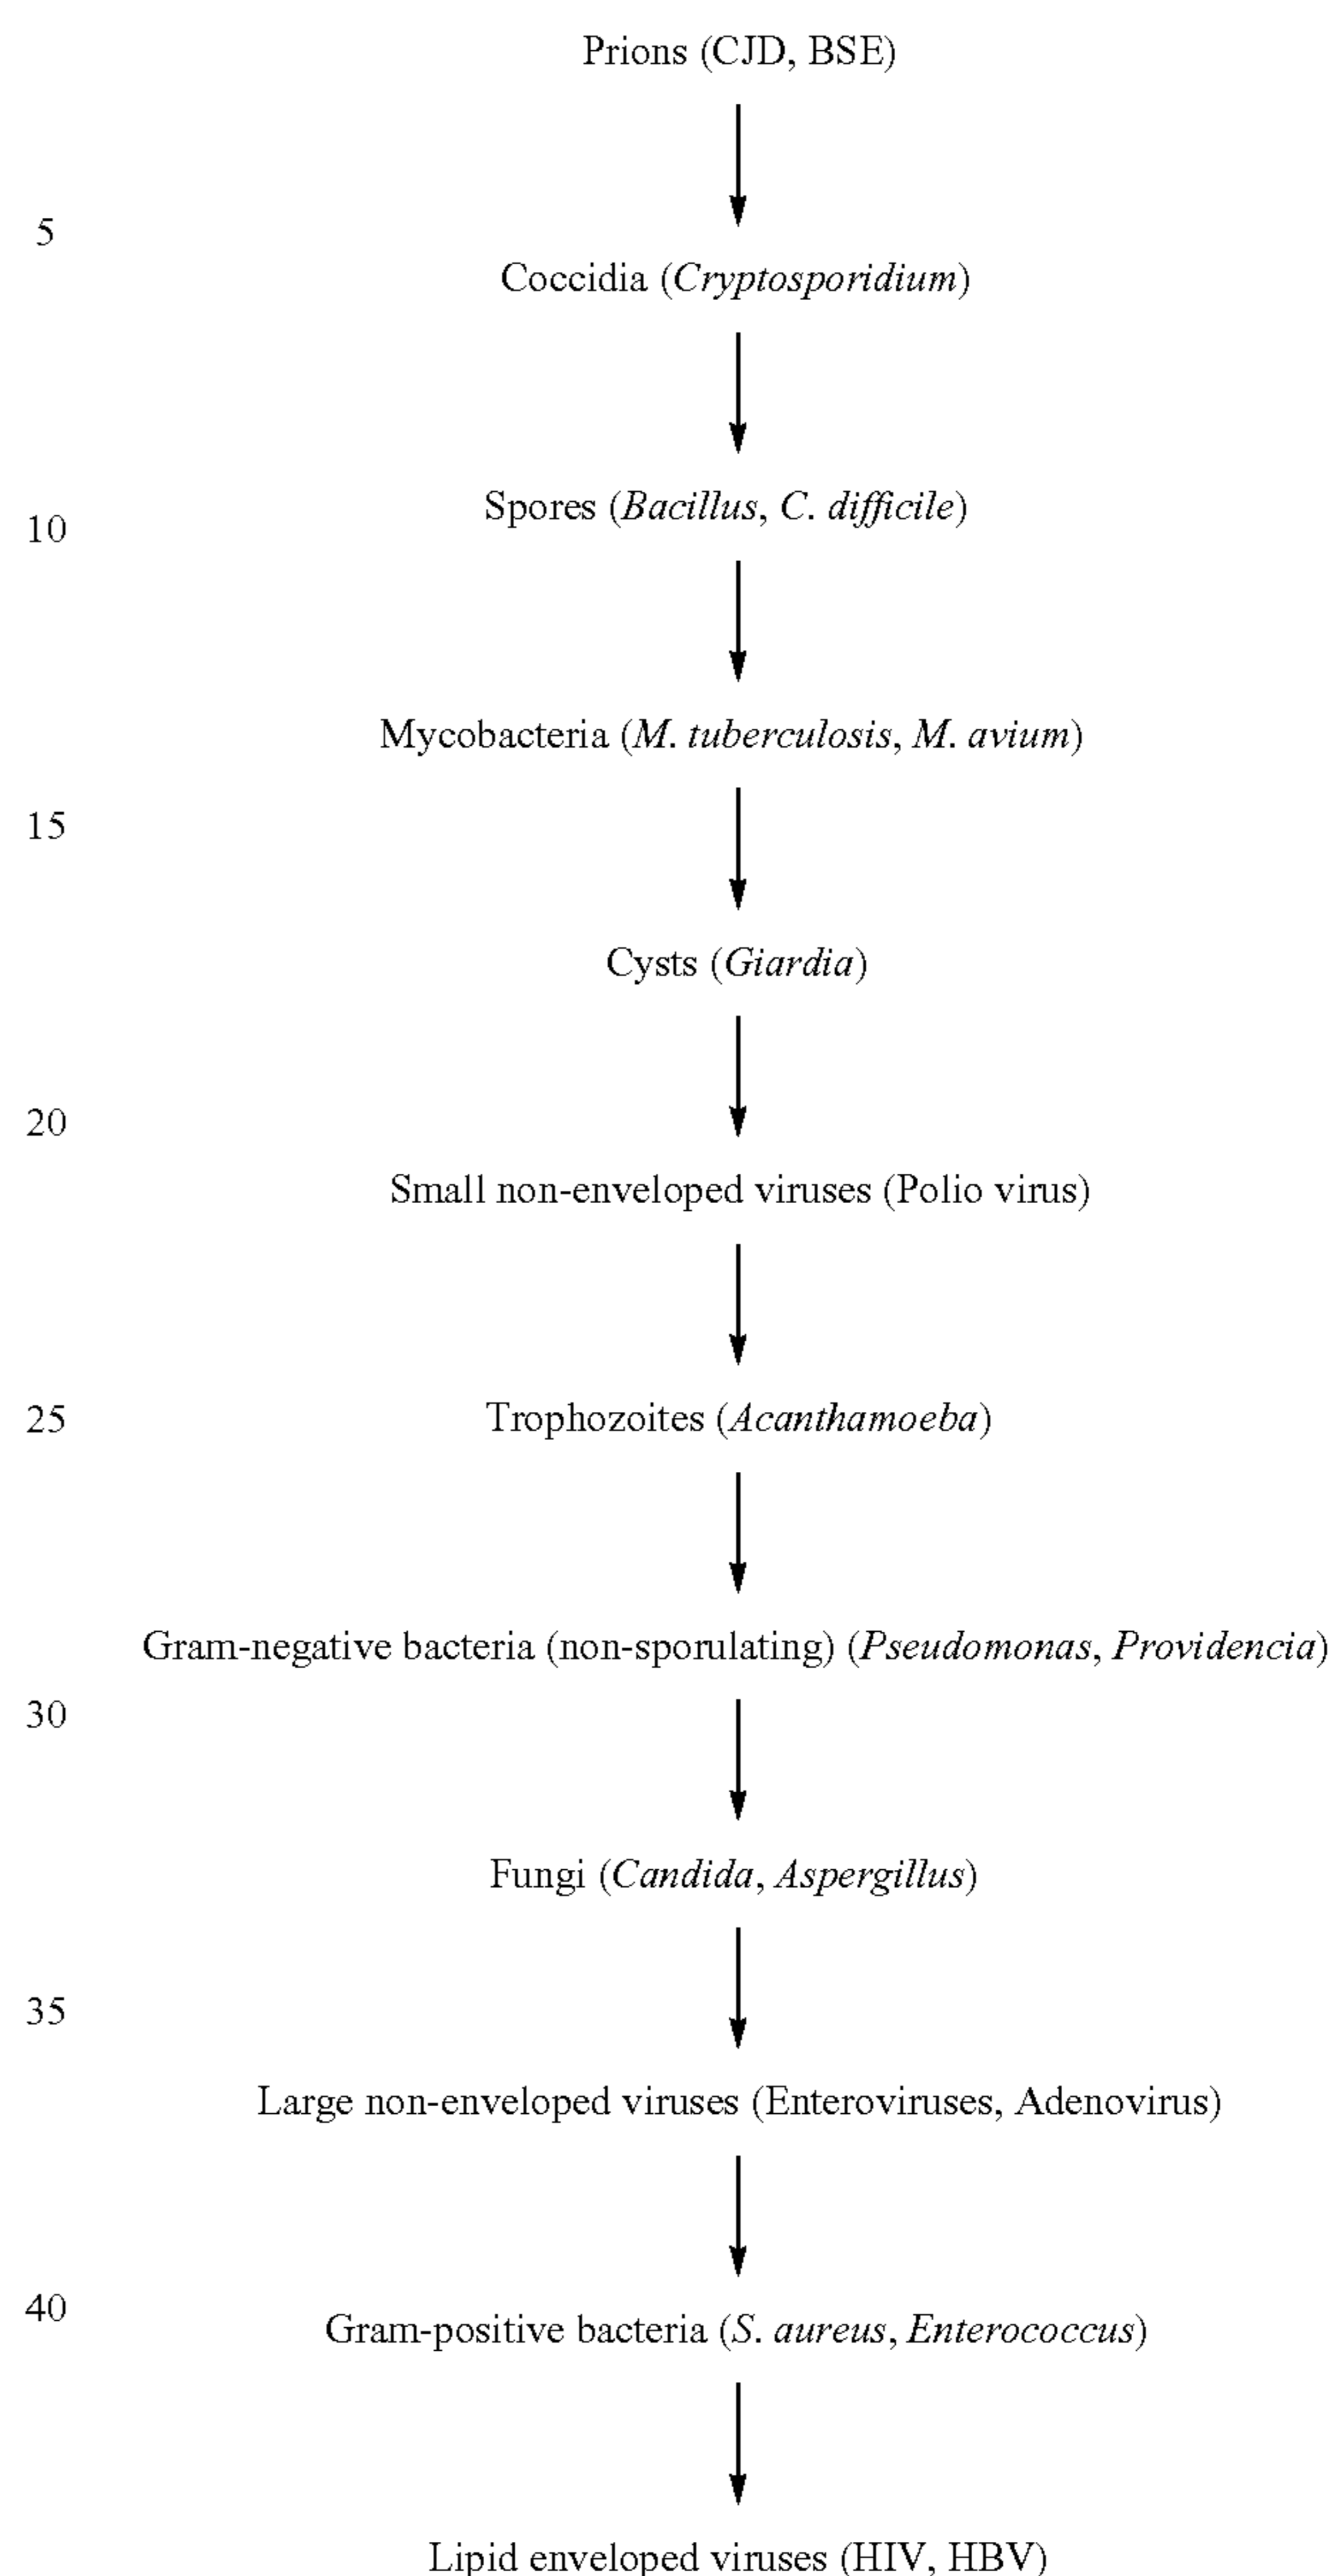 Prions (CJD, BSE)
5
Coccidia (Cryptosporidium)
Spores (Bacillus, C. difficile)
10
Mycobacteria (M. tuberculosis, M. avium)
15
Cysts (Giardia)
20
Small non-enveloped viruses (Polio virus)
25
Trophozoites (Acanthamoeba)
Gram-negative bacteria (non-sporulating) (Pseudomonas, Providencia)
30
Fungi (Candida, Aspergillus)
35
Large non-enveloped viruses (Enteroviruses, Adenovirus)
40
Gram-positive bacteria (S. aureus, Enterococcus)
Lipid enveloped viruses (HIV, HBV)